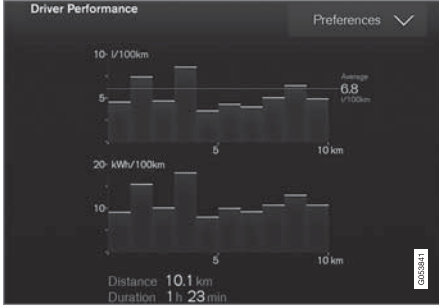 Driver Performance
Preferences
10 l/100km
Average
6.8
l/100km
5
5
10 km
20 kWh/100km
10
5
10 km
Distance 10.1 km
Duration 1 h 23 min
G053841